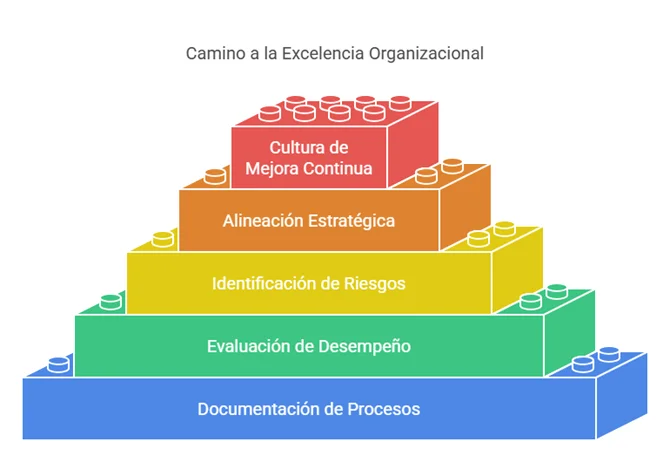 Camino a la Excelencia Organizacional
Cultura de
Mejora Continua
Alineación Estratégica
Identificación de Riesgos
Evaluación de Desempeño
Documentación de Procesos